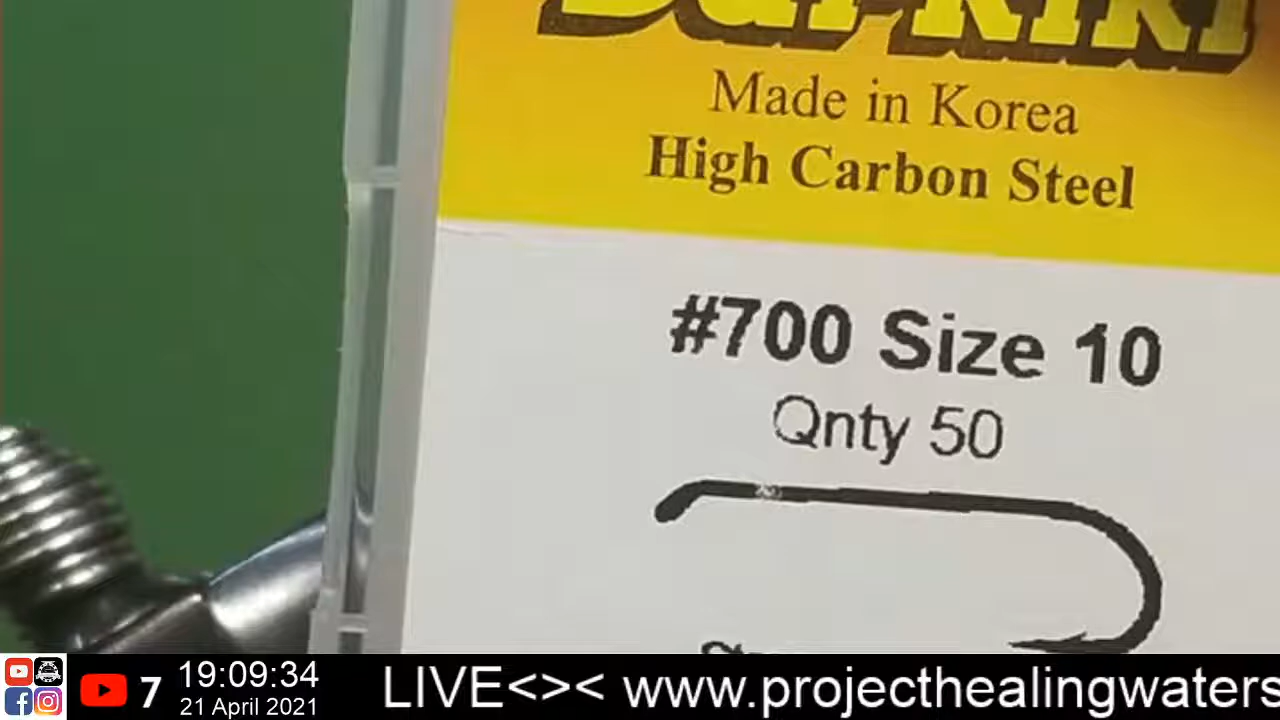 Made in Korea
High Carbon Steel
#700 Size 10
Qnty 50
7
19:09:34
21 April 2021
LIVE<>< www.projecthealingwaters